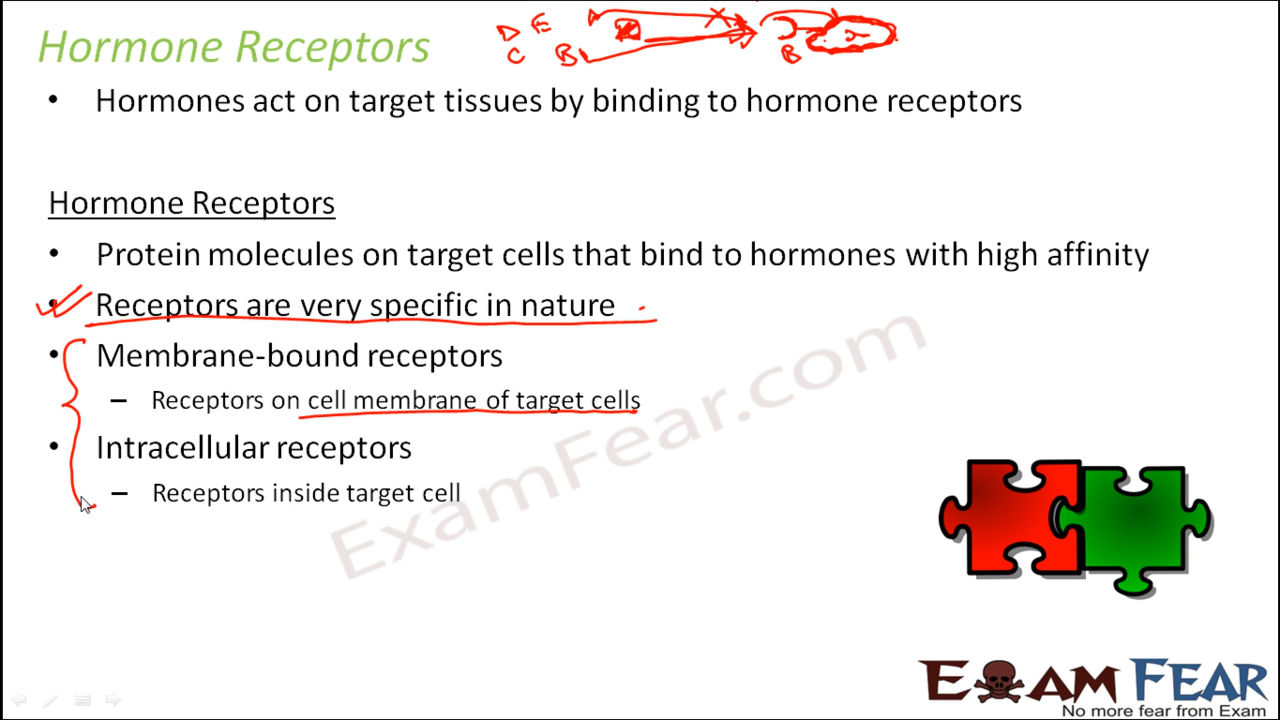 Hormone Receptors
D E
C B
B
• Hormones act on target tissues by binding to hormone receptors
Hormone Receptors
• Protein molecules on target cells that bind to hormones with high affinity
• Receptors are very specific in nature
• Membrane-bound receptors
– Receptors on cell membrane of target cells
• Intracellular receptors
– Receptors inside target cell
ExamFear.com
EXAM FEAR
No more fear from Exam